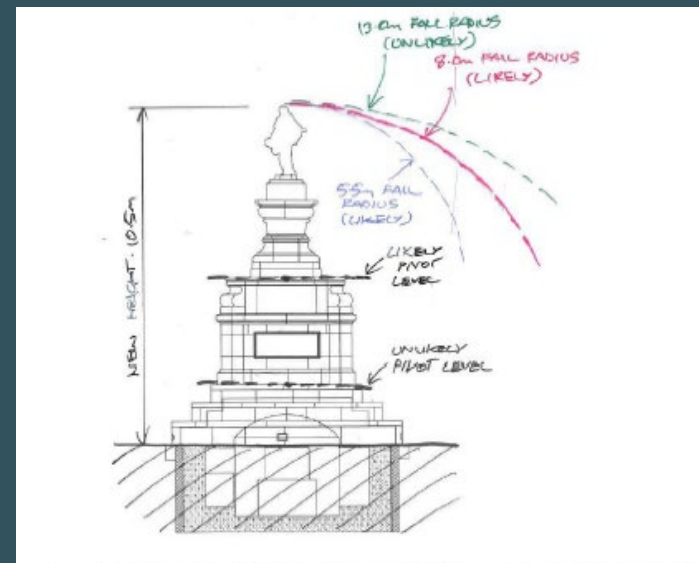 13.0m FALL RADIUS
(UNLIKELY)
8.0m FALL RADIUS
(LIKELY)
5.5m FALL
RADIUS
(LIKELY)
LIKELY
PIVOT
LEVEL
UNLIKELY
PIVOT LEVEL
NEW HEIGHT - 10.5m